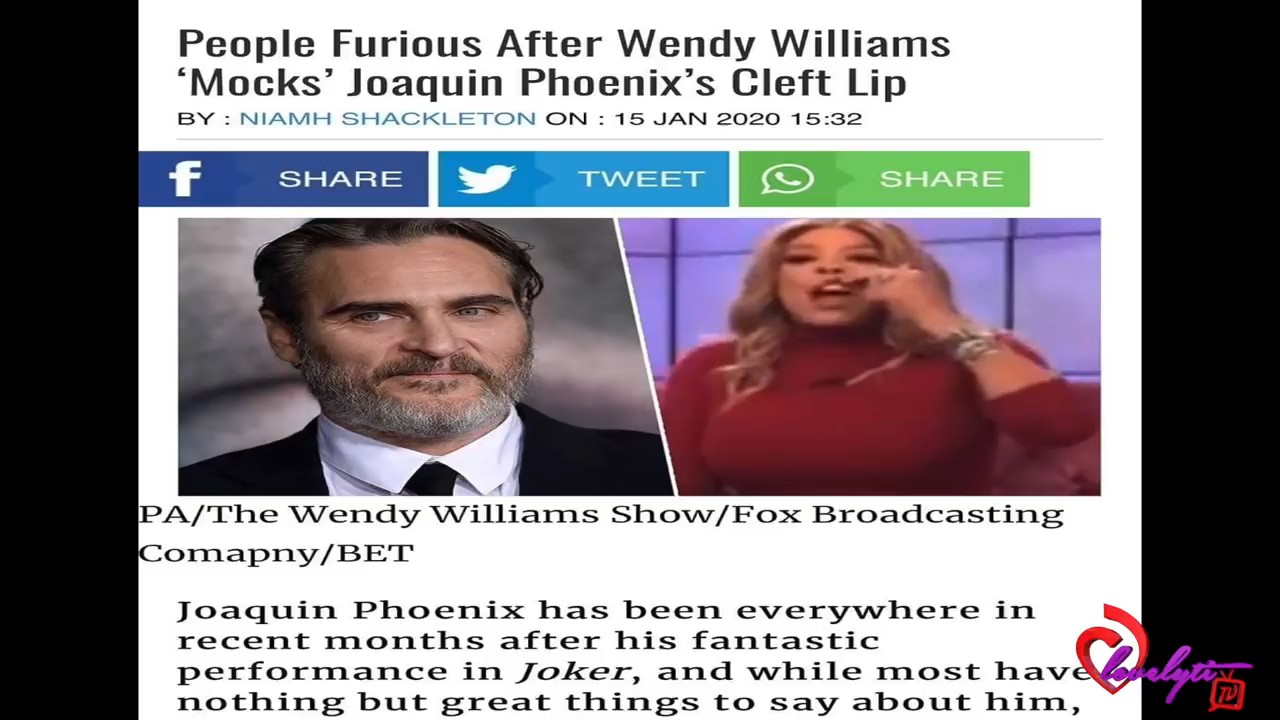 People Furious After Wendy Williams
‘Mocks’ Joaquin Phoenix’s Cleft Lip
BY : NIAMH SHACKLETON ON : 15 JAN 2020 15:32
f SHARE TWEET SHARE
PA/The Wendy Williams Show/Fox Broadcasting
Comapny/BET
Joaquin Phoenix has been everywhere in
recent months after his fantastic
performance in Joker, and while most have
nothing but great things to say about him,
lovelyti
TV